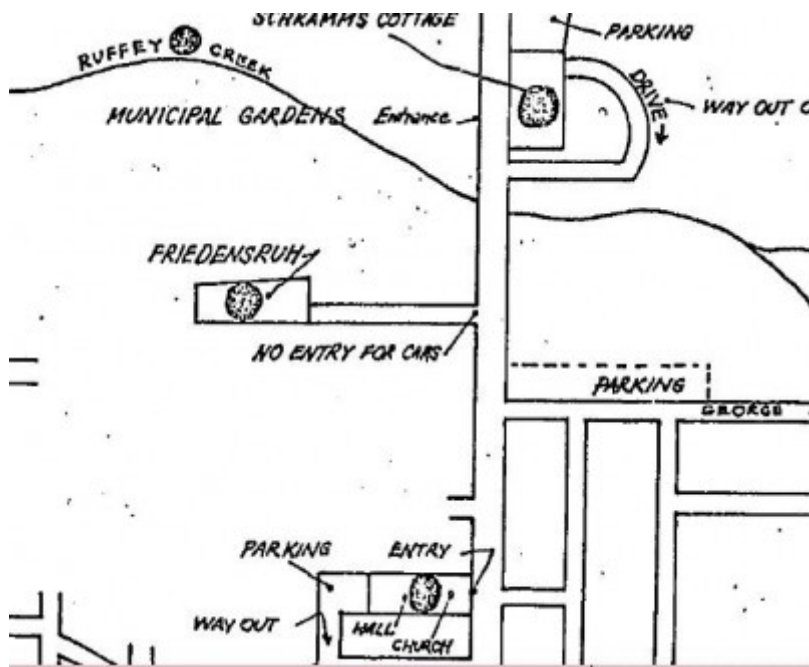 SCHRAMMS COTTAGE
PARKING
RUFFEY CREEK
DRIVE
WAY OUT
MUNICIPAL GARDENS
Entrance
FRIEDENSRUH
NO ENTRY FOR CARS
PARKING
GEORGE
PARKING
ENTRY
WAY OUT
HALL
CHURCH